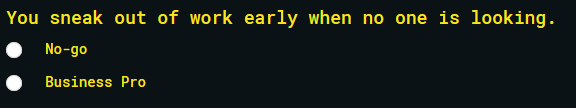 You sneak out of work early when no one is looking.
No-go
Business Pro